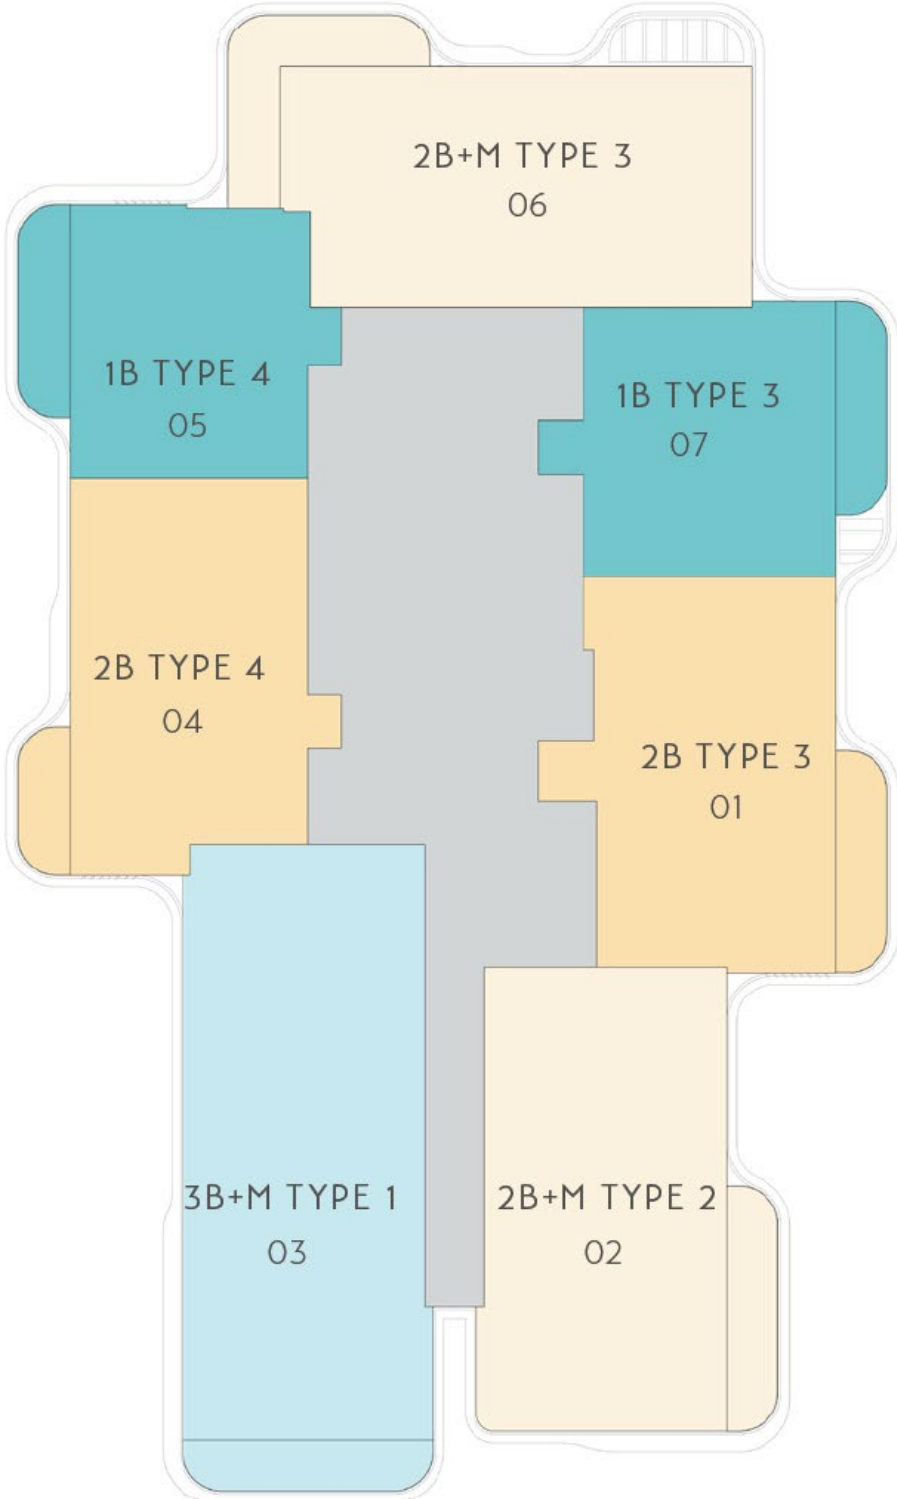 2B+M TYPE 3
06
1B TYPE 4
05
1B TYPE 3
07
2B TYPE 4
04
2B TYPE 3
01
3B+M TYPE 1
03
2B+M TYPE 2
02